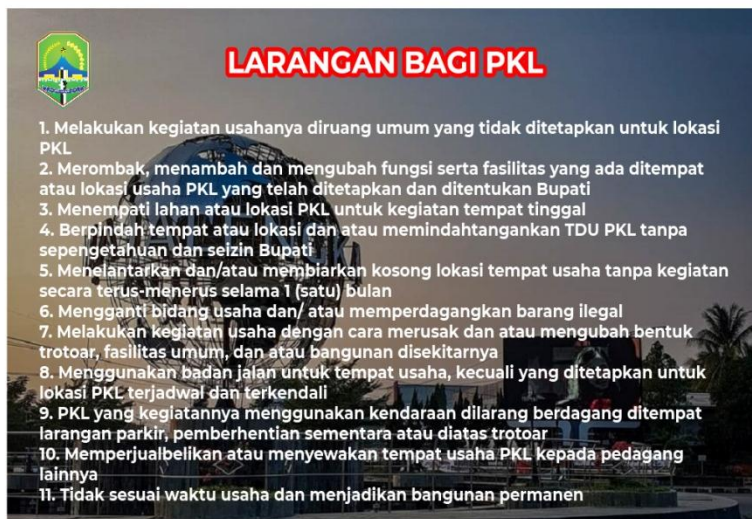 LARANGAN BAGI PKL
1. Melakukan kegiatan usahanya diruang umum yang tidak ditetapkan untuk lokasi
PKL
2. Merombak, menambah dan mengubah fungsi serta fasilitas yang ada ditempat
atau lokasi usaha PKL yang telah ditetapkan dan ditentukan Bupati
3. Menempati lahan atau lokasi PKL untuk kegiatan tempat tinggal
4. Berpindah tempat atau lokasi dan atau memindahtangankan TDU PKL tanpa
sepengetahuan dan seizin Bupati
5. Menelantarkan dan/atau membiarkan kosong lokasi tempat usaha tanpa kegiatan
secara terus-menerus selama 1 (satu) bulan
6. Mengganti bidang usaha dan/ atau memperdagangkan barang ilegal
7. Melakukan kegiatan usaha dengan cara merusak dan atau mengubah bentuk
trotoar, fasilitas umum, dan atau bangunan disekitarnya
8. Menggunakan badan jalan untuk tempat usaha, kecuali yang ditetapkan untuk
lokasi PKL terjadwal dan terkendali
9. PKL yang kegiatannya menggunakan kendaraan dilarang berdagang ditempat
larangan parkir, pemberhentian sementara atau diatas trotoar
10. Memperjualbelikan atau menyewakan tempat usaha PKL kepada pedagang
lainnya
11. Tidak sesuai waktu usaha dan menjadikan bangunan permanen